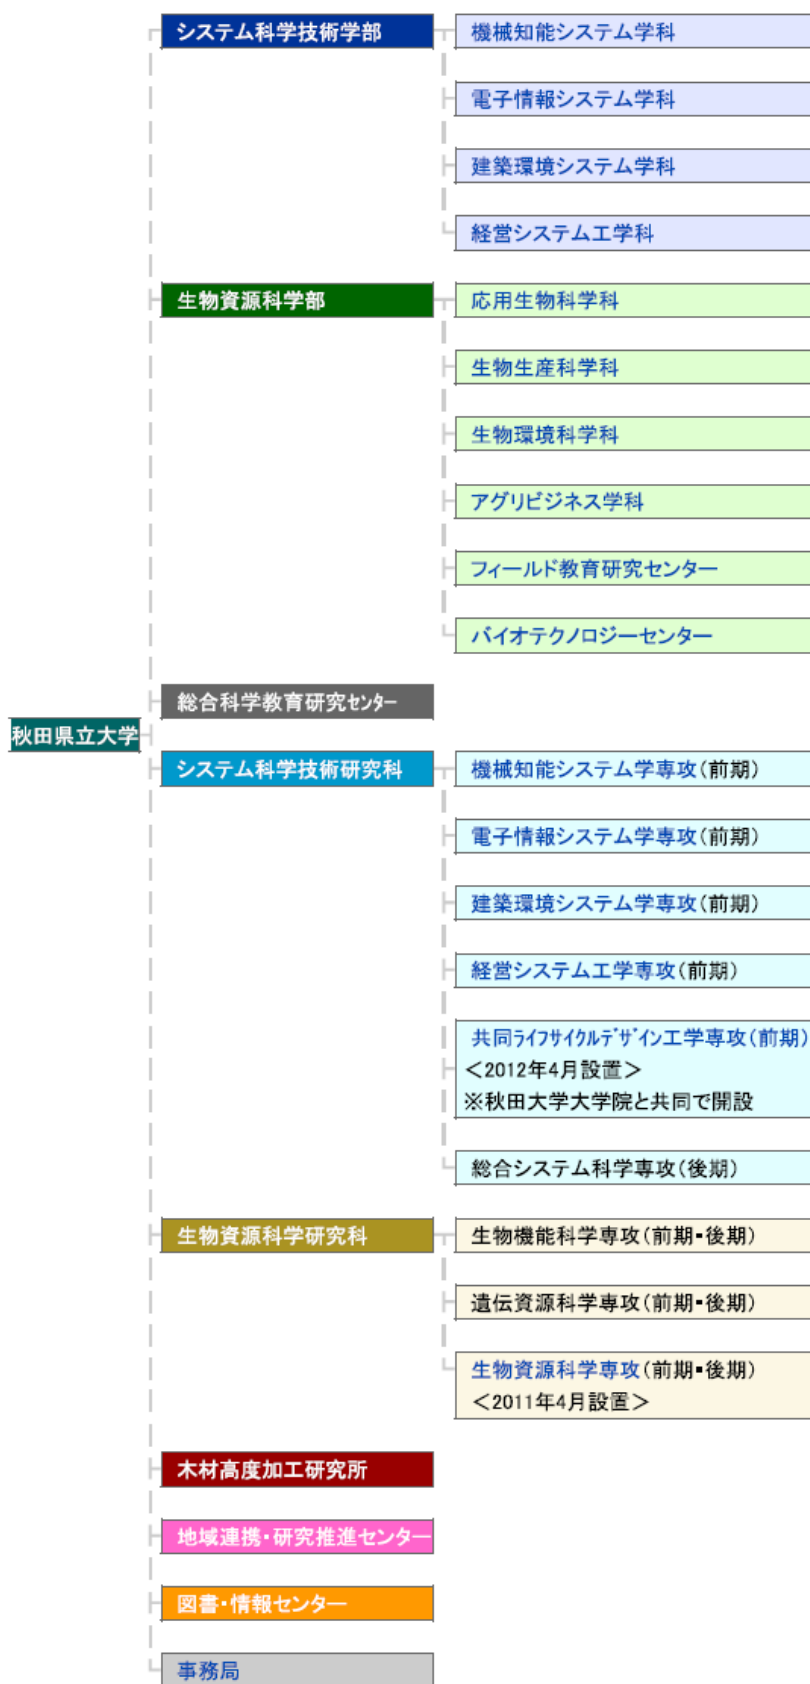 システム科学技術学部
機械知能システム学科
電子情報システム学科
建築環境システム学科
経営システム工学科
生物資源科学部
応用生物科学科
生物生産科学科
生物環境科学科
アグリビジネス学科
フィールド教育研究センター
バイオテクノロジーセンター
総合科学教育研究ｾﾝﾀｰ
秋田県立大学
システム科学技術研究科
機械知能システム学専攻(前期)
電子情報システム学専攻(前期)
建築環境システム学専攻(前期)
経営システム工学専攻(前期)
共同ﾗｲﾌｻｲｸﾙﾃﾞｻﾞｲﾝ工学専攻(前期)
＜2012年4月設置＞
※秋田大学大学院と共同で開設
総合システム科学専攻(後期)
生物資源科学研究科
生物機能科学専攻(前期・後期)
遺伝資源科学専攻(前期・後期)
生物資源科学専攻(前期・後期)
＜2011年4月設置＞
木材高度加工研究所
地域連携・研究推進センター
図書・情報センター
事務局